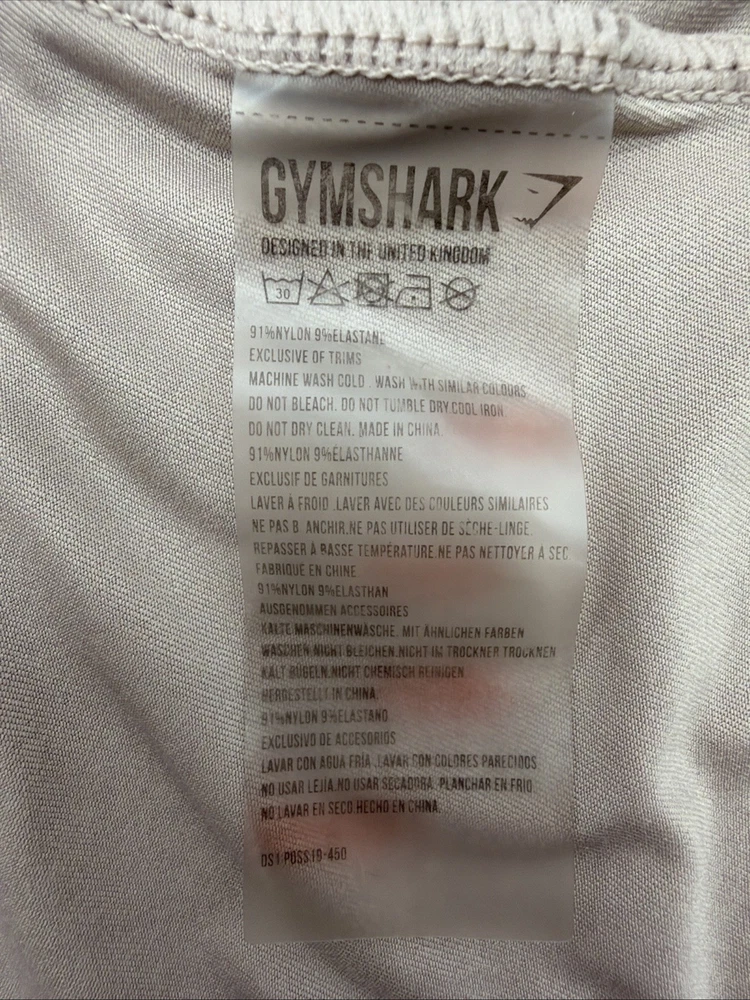 GYMSHARK
DESIGNED IN THE UNITED KINGDOM
30
91%NYLON 9%ELASTANE
EXCLUSIVE OF TRIMS
MACHINE WASH COLD . WASH WITH SIMILAR COLOURS
DO NOT BLEACH. DO NOT TUMBLE DRY.COOL IRON
DO NOT DRY CLEAN. MADE IN CHINA.
91%NYLON 9%ÉLASTHANNE
EXCLUSIF DE GARNITURES
LAVER À FROID .LAVER AVEC DES COULEURS SIMILAIRES
NE PAS B. ANCHIR.NE PAS UTILISER DE SÈCHE-LINGE.
REPASSER À BASSE TEMPÉRATURE.NE PAS NETTOYER À SEC
FABRIQUÉ EN CHINE
91%NYLON 9%ELASTHAN
AUSGENOMMEN ACCESSOIRES
KALTE MASCHINENWÄSCHE. MIT ÄHNLICHEN FARBEN
WASCHEN.NICHT BLEICHEN.NICHT IM TROCKNER TROCKNEN
KALT BÜGELN.NICHT CHEMISCH REINIGEN
HERGESTELLT IN CHINA.
91%NYLON 9%ELASTANO
EXCLUSIVO DE ACCESORIOS
LAVAR CON AGUA FRÍA .LAVAR CON COLORES PARECIDOS
NO USAR LEJÍA.NO USAR SECADORA. PLANCHAR EN FRIO
NO LAVAR EN SECO.HECHO EN CHINA.